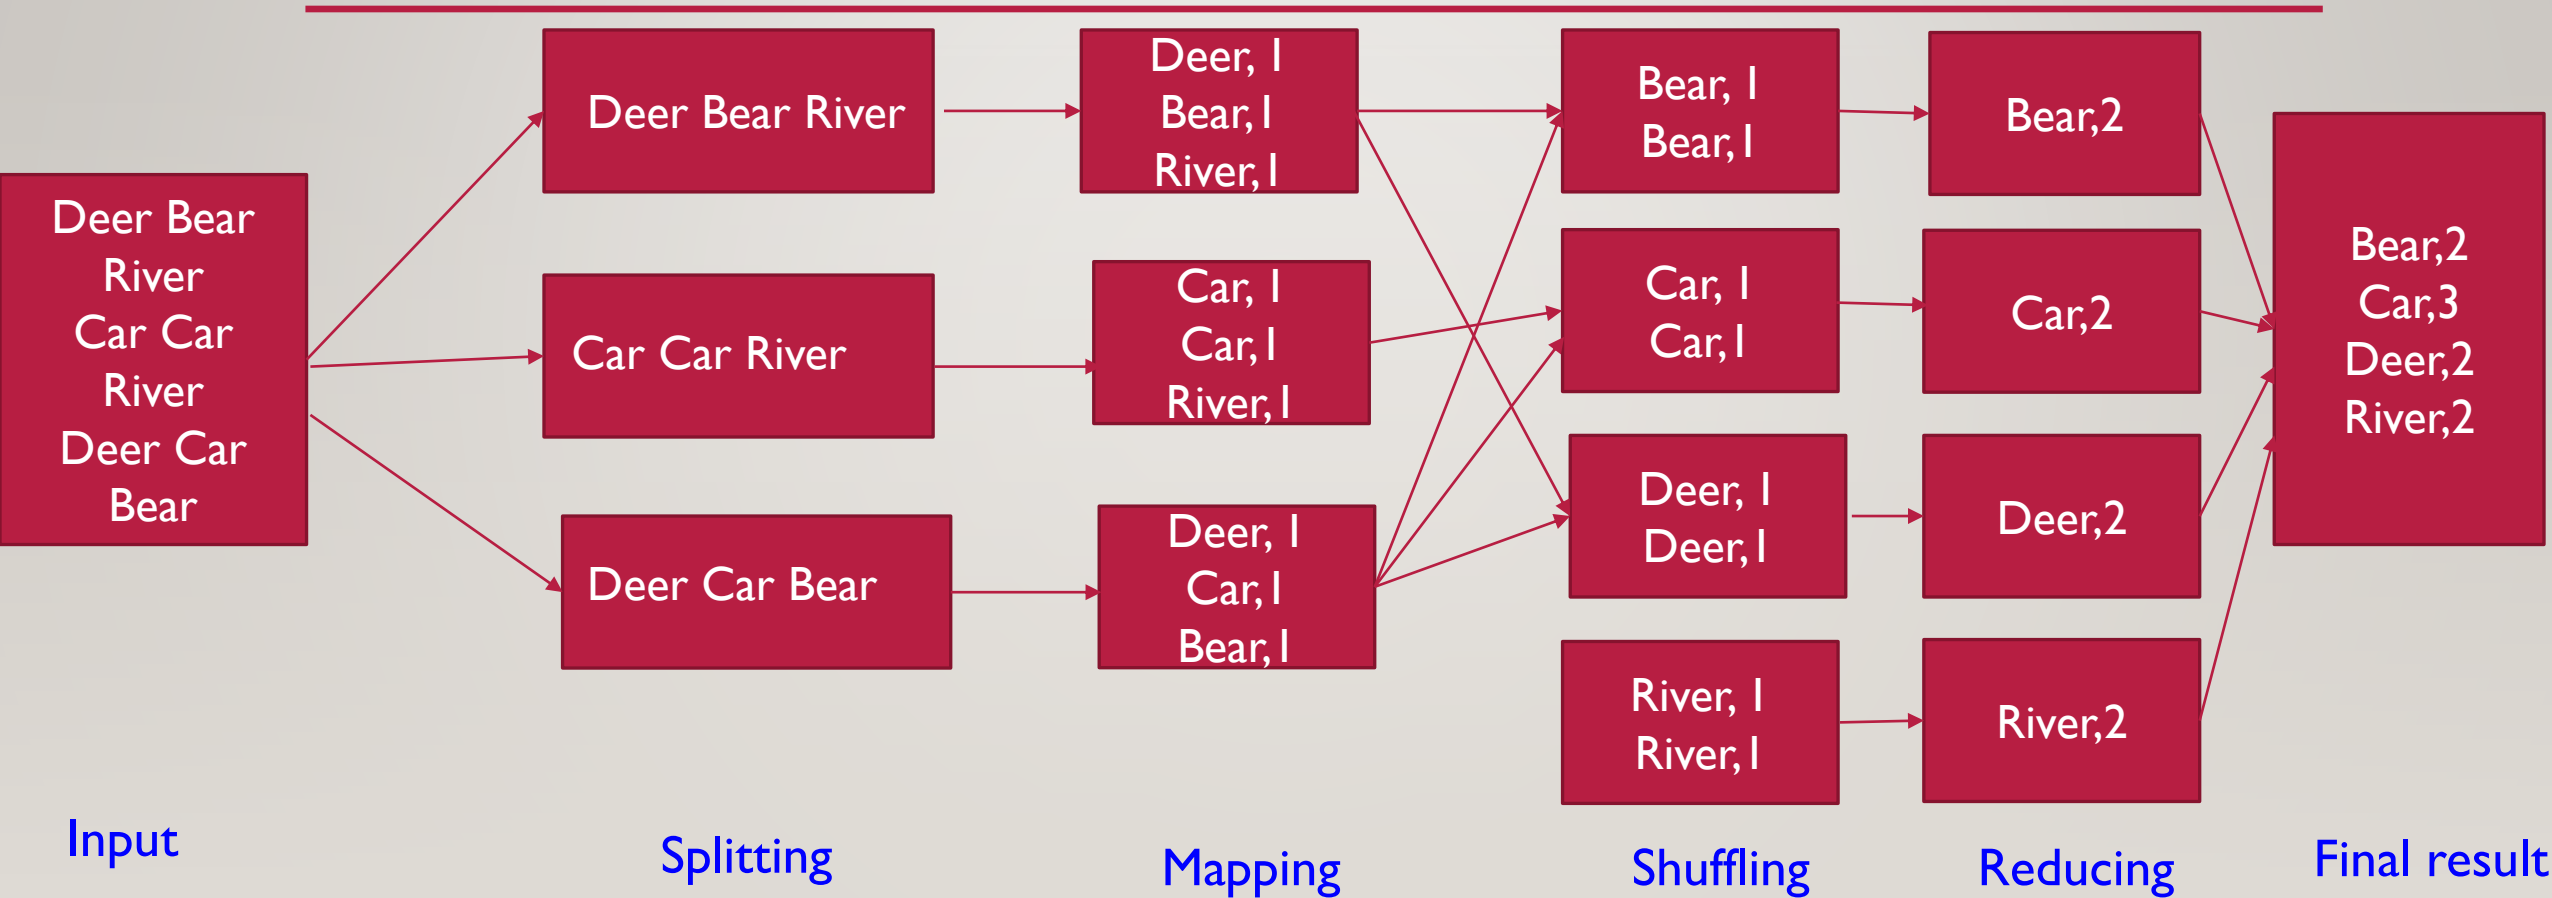 Deer Bear
River
Car Car
River
Deer Car
Bear
Deer Bear River
Car Car River
Deer Car Bear
Deer, 1
Bear,1
River,1
Car, 1
Car,1
River,1
Deer, 1
Car,1
Bear,1
Bear, 1
Bear,1
Car, 1
Car,1
Deer, 1
Deer,1
River, 1
River,1
Bear,2
Car,2
Deer,2
River,2
Bear,2
Car,3
Deer,2
River,2
Input
Splitting
Mapping
Shuffling
Reducing
Final result